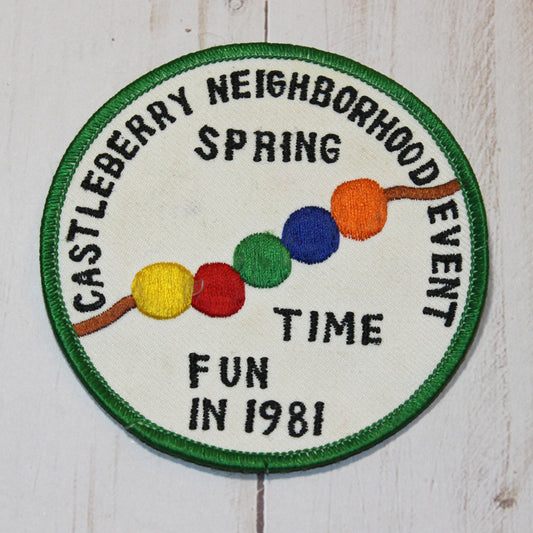 CASTLEBERRY NEIGHBORHOOD EVENT
SPRING
TIME
FUN
IN 1981